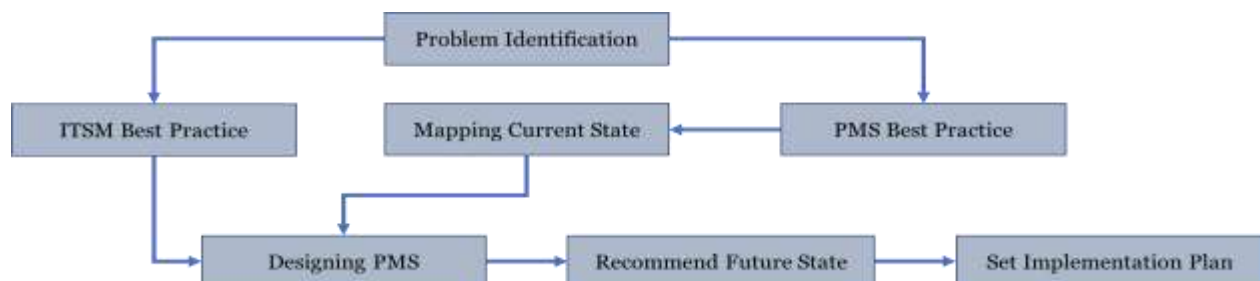 Problem Identification
ITSM Best Practice
Mapping Current State
PMS Best Practice
Designing PMS
Recommend Future State
Set Implementation Plan